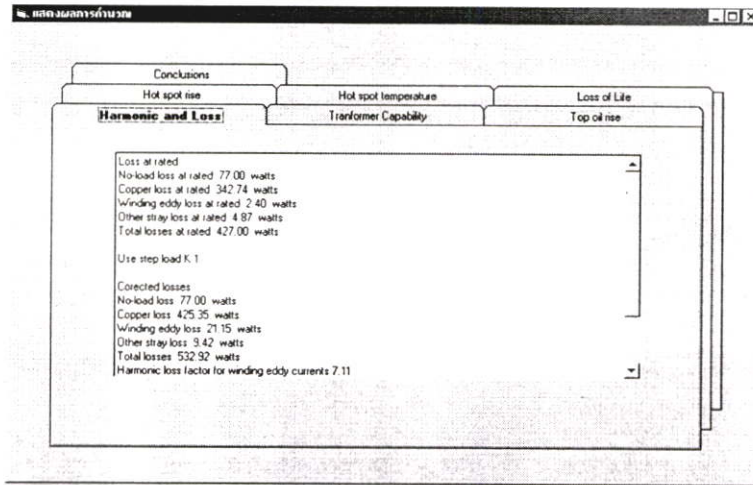 แสดงผลการคำนวณ
Conclusions
Hot spot rise
Hot spot temperature
Loss of Life
Harmonic and Loss
Tranformer Capability
Top oil rise
Loss at rated
No-load loss at rated 77.00 watts
Copper loss at rated 342.74 watts
Winding eddy loss at rated 2.40 watts
Other stray loss at rated 4.87 watts
Total losses at rated 427.00 watts
Use step load K 1
Corected losses
No-load loss 77.00 watts
Copper loss 425.35 watts
Winding eddy loss 21.15 watts
Other stray loss 9.42 watts
Total losses 532.92 watts
Harmonic loss factor for winding eddy currents 7.11